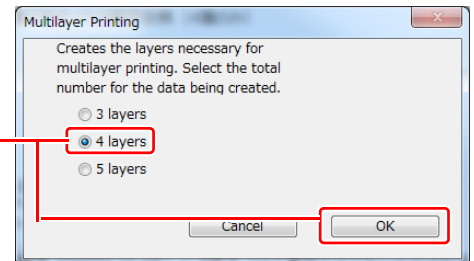 Multilayer Printing
Creates the layers necessary for
multilayer printing. Select the total
number for the data being created.
3 layers
4 layers
5 layers
Cancel OK